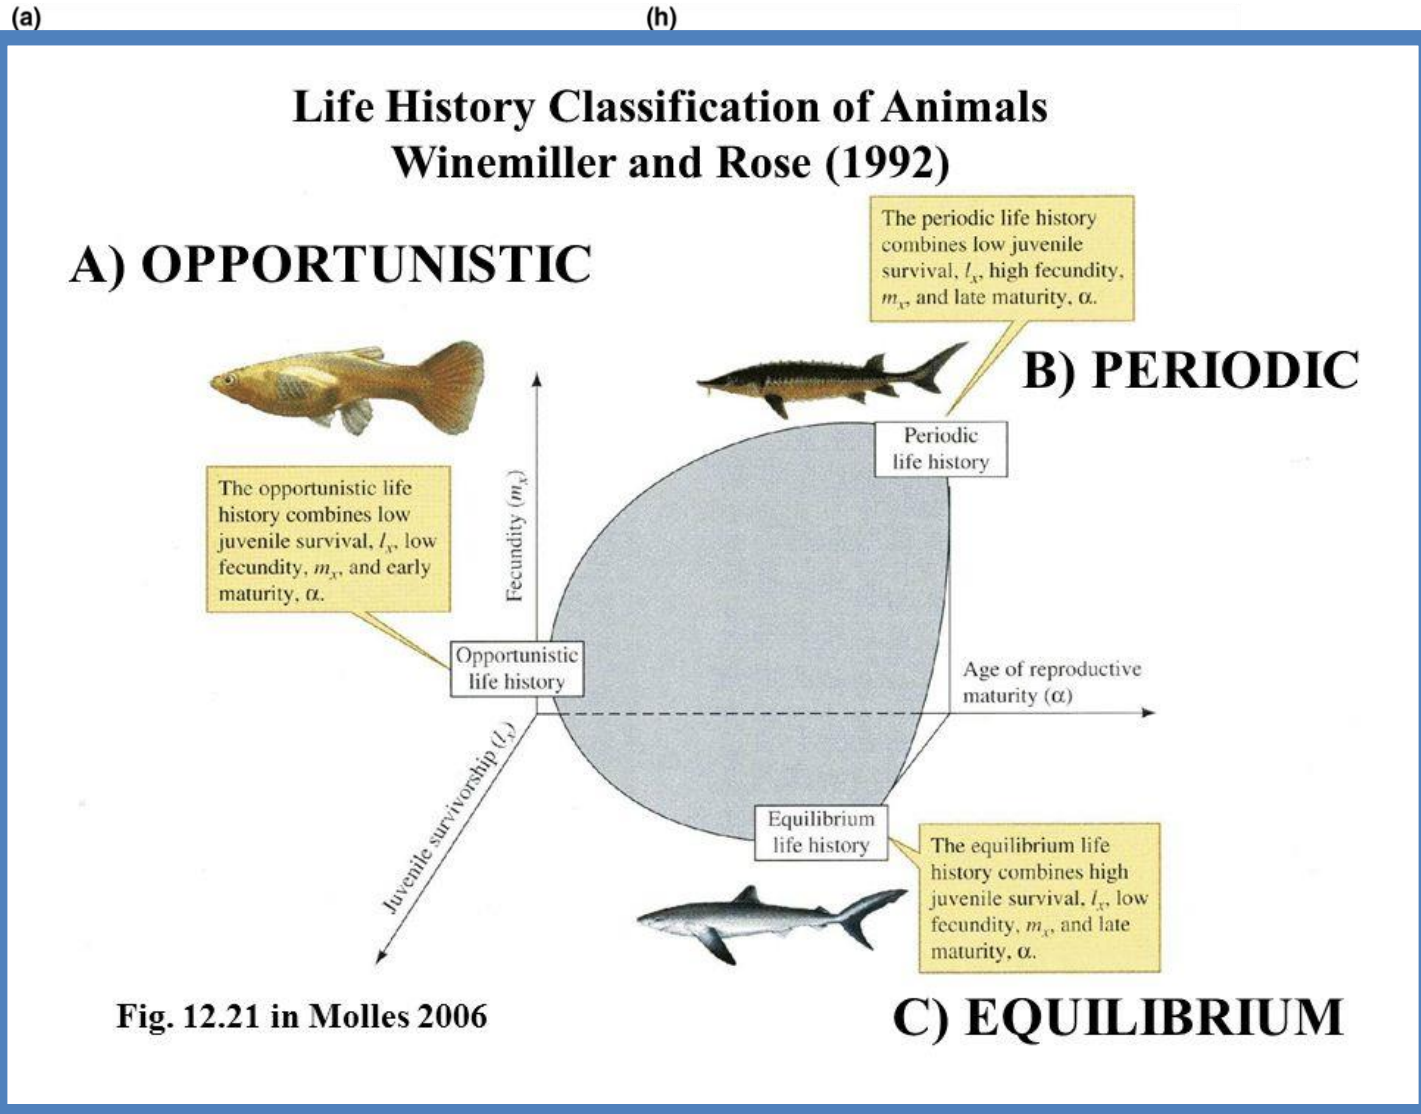 (a)
(h)
Life History Classification of Animals
Winemiller and Rose (1992)
A) OPPORTUNISTIC
The periodic life history
combines low juvenile
survival, lₓ, high fecundity,
mₓ, and late maturity, α.
B) PERIODIC
Periodic
life history
The opportunistic life
history combines low
juvenile survival, lₓ, low
fecundity, mₓ, and early
maturity, α.
Fecundity (mₓ)
Opportunistic
life history
Age of reproductive
maturity (α)
Juvenile survivorship (lₓ)
Equilibrium
life history
The equilibrium life
history combines high
juvenile survival, lₓ, low
fecundity, mₓ, and late
maturity, α.
Fig. 12.21 in Molles 2006
C) EQUILIBRIUM